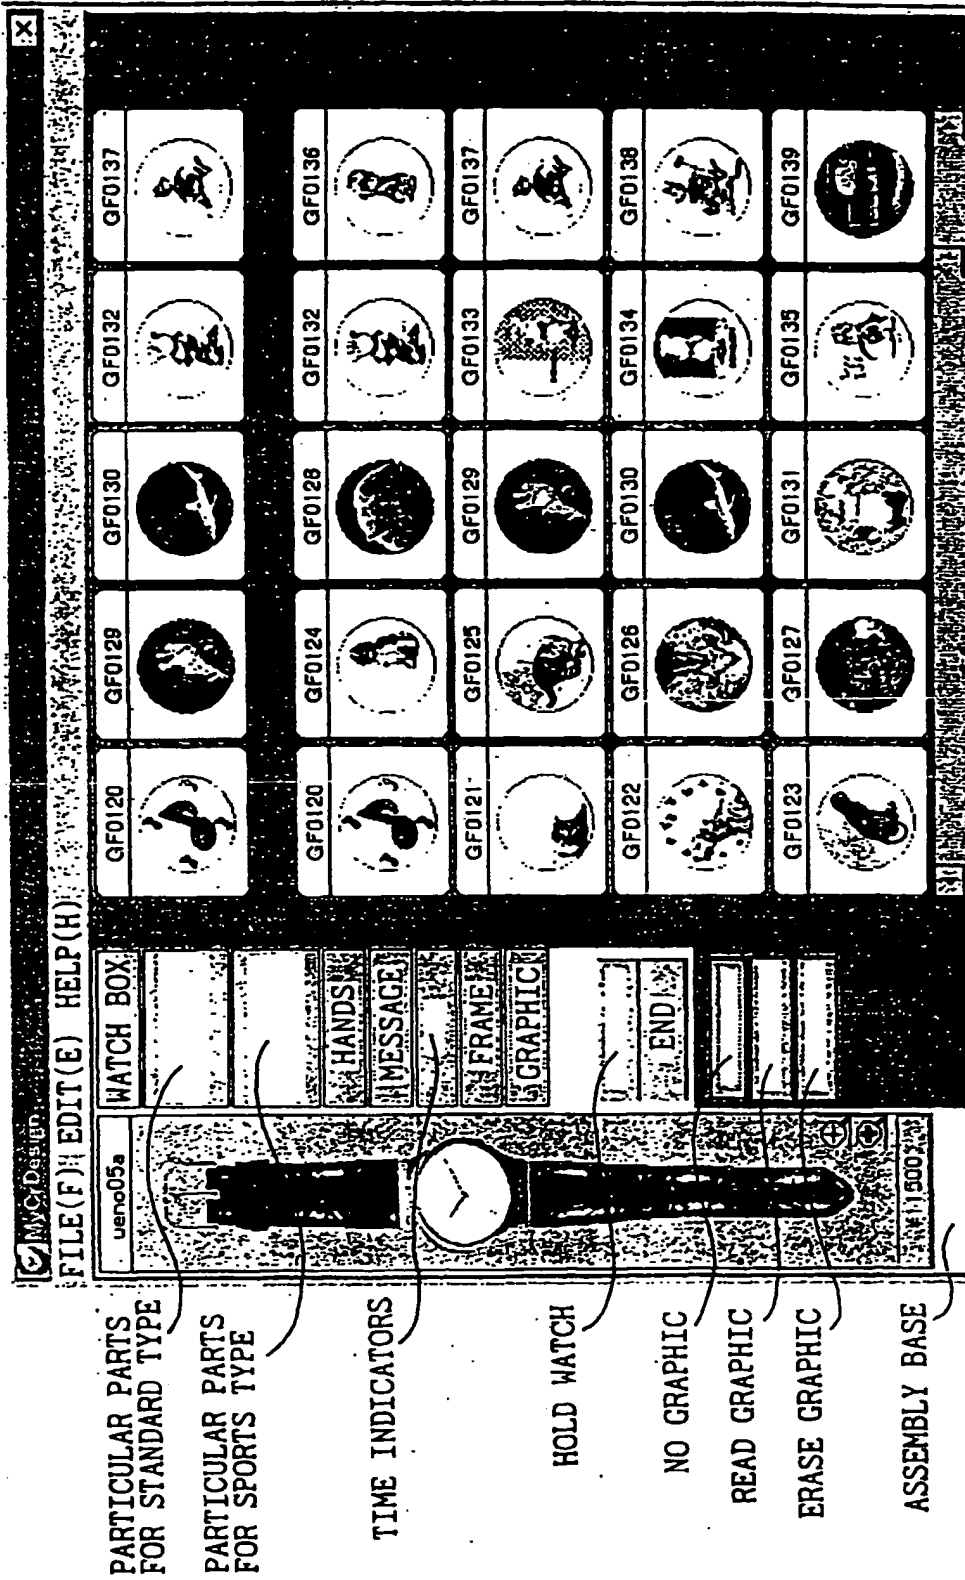 My Cr Design
FILE(F) EDIT(E) HELP(H)
ueno05a
WATCH BOX
HANDS
MESSAGE
FRAME
GRAPHIC
END
11500
GF0120
GF0129
GF0130
GF0132
GF0137
GF0120
GF0124
GF0128
GF0132
GF0136
GF0121
GF0125
GF0129
GF0133
GF0137
GF0122
GF0126
GF0130
GF0134
GF0138
GF0123
GF0127
GF0131
GF0135
GF0139
PARTICULAR PARTS
FOR STANDARD TYPE
PARTICULAR PARTS
FOR SPORTS TYPE
TIME INDICATORS
HOLD WATCH
NO GRAPHIC
READ GRAPHIC
ERASE GRAPHIC
ASSEMBLY BASE